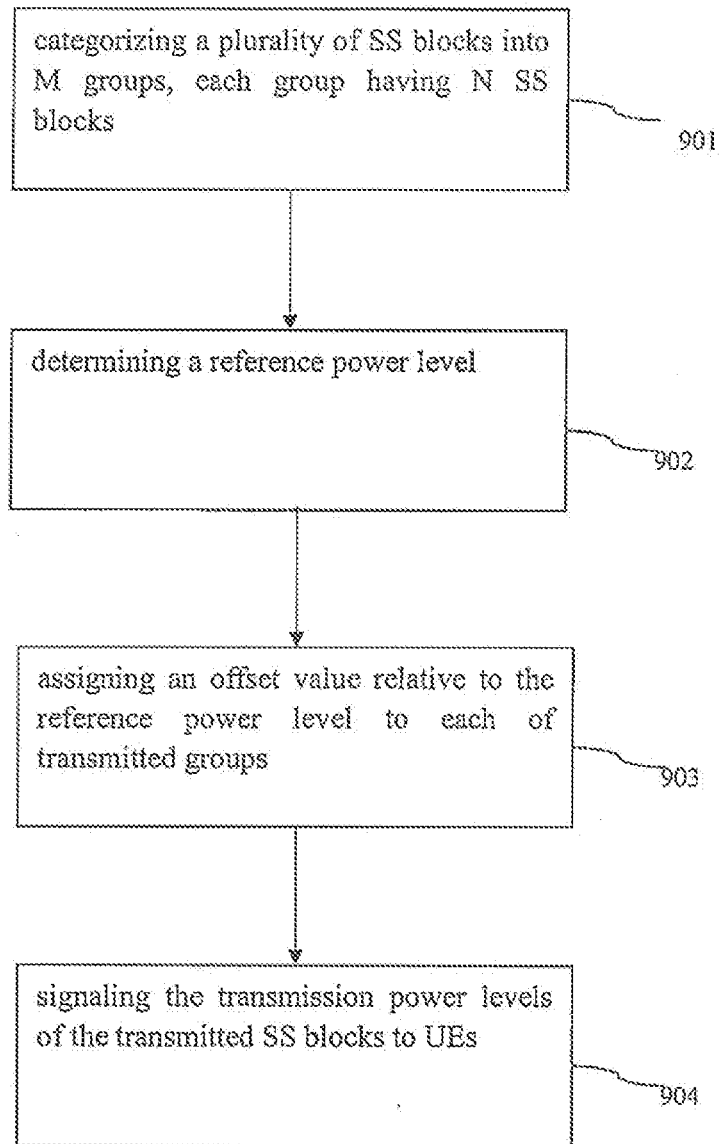 categorizing a plurality of SS blocks into
M groups, each group having N SS
blocks
901
determining a reference power level
902
assigning an offset value relative to the
reference power level to each of
transmitted groups
903
signaling the transmission power levels
of the transmitted SS blocks to UEs
904